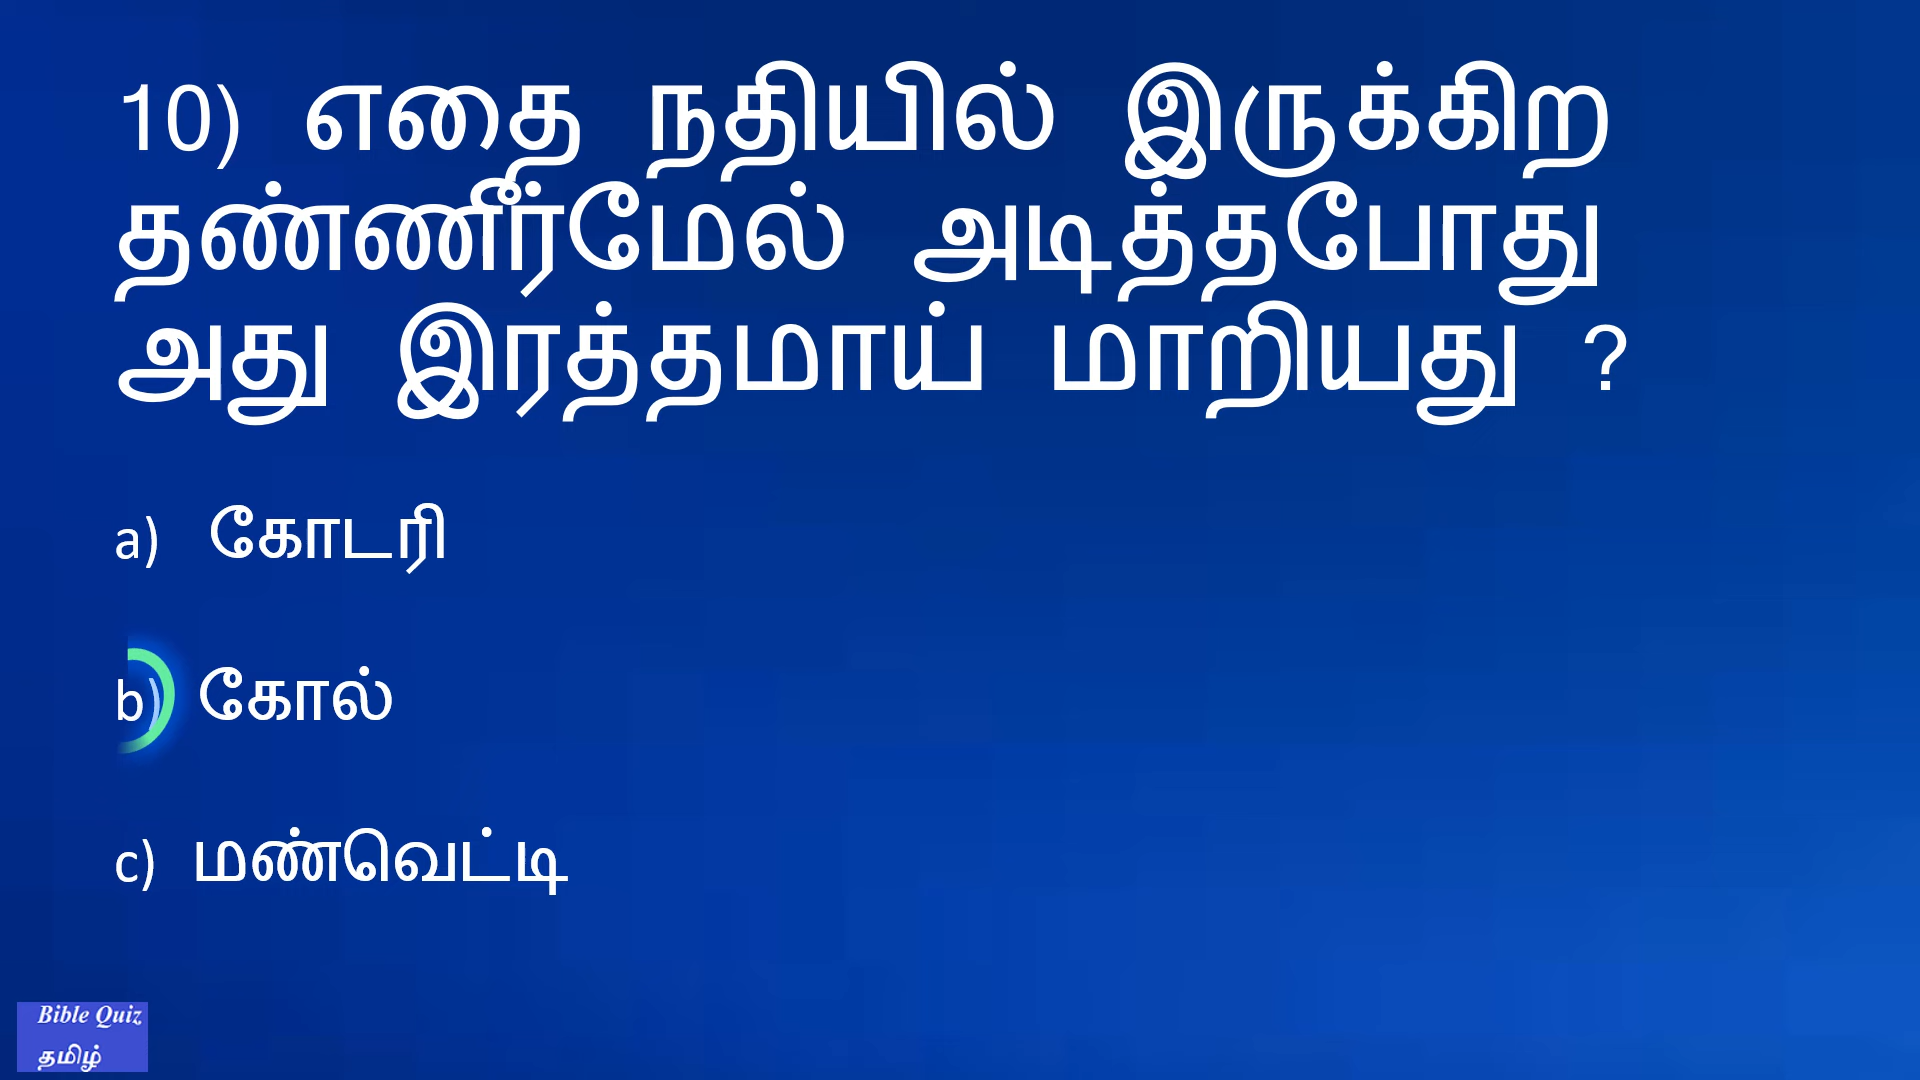 10) எதை நதியில் இருக்கிற
தண்ணீர்மேல் அடித்தபோது
அது இரத்தமாய் மாறியது ?
a) கோடரி
b) கோல்
c) மண்வெட்டி
Bible Quiz
தமிழ்